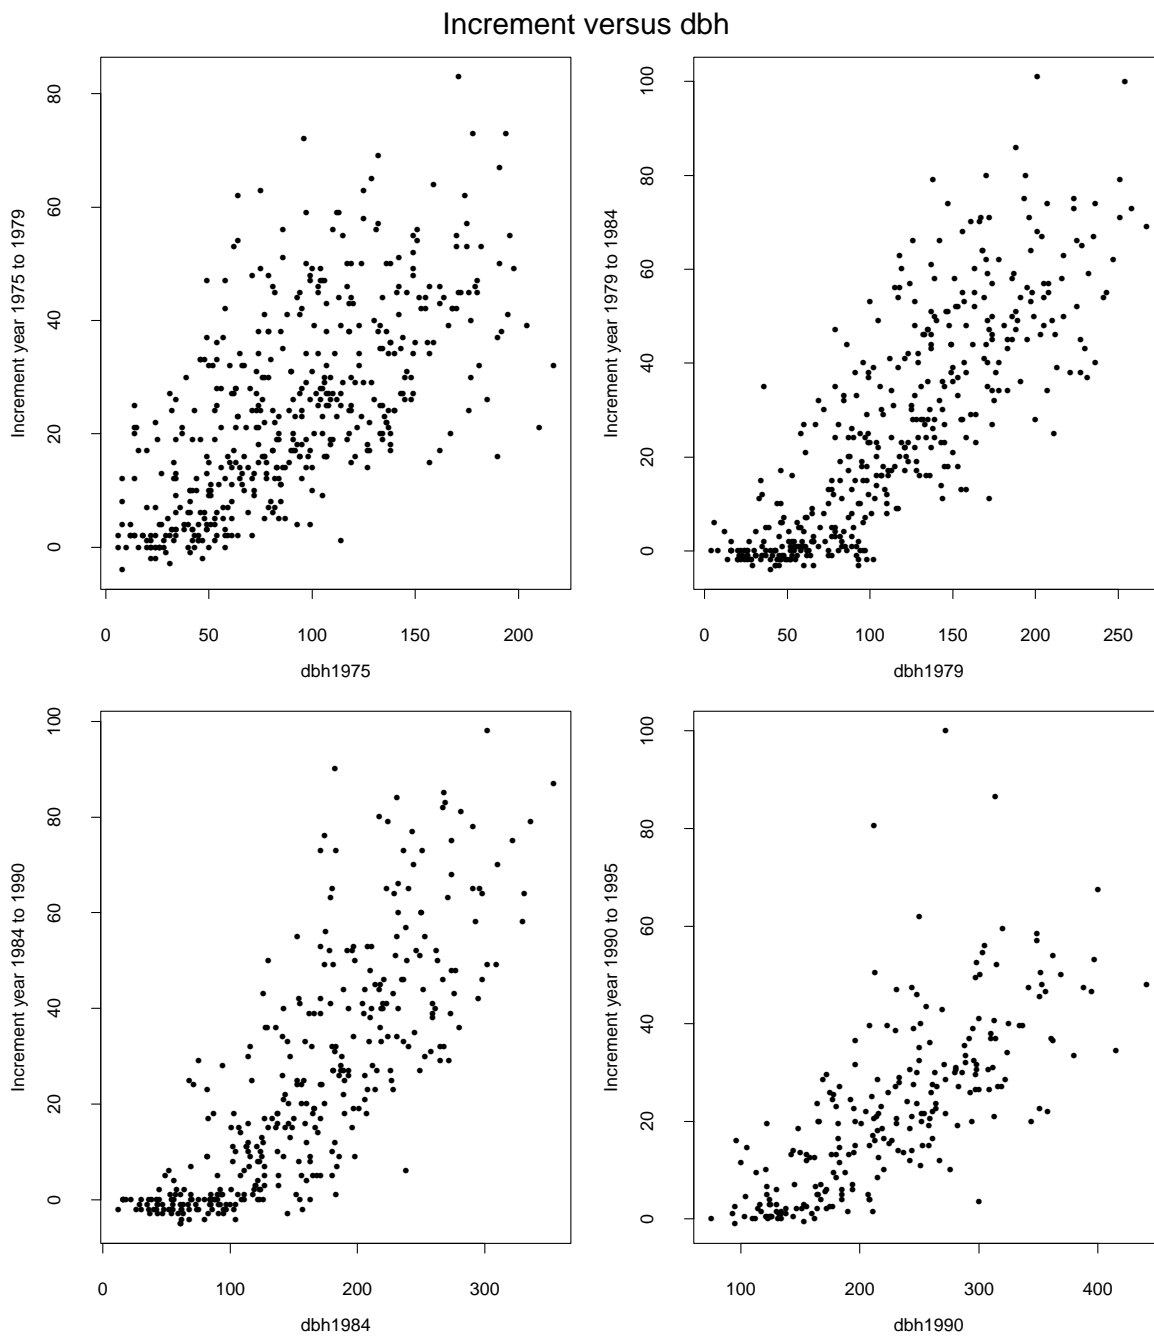 Increment versus dbh
Increment year 1975 to 1979
0 20 40 60 80
0 50 100 150 200
dbh1975
Increment year 1979 to 1984
0 20 40 60 80 100
0 50 100 150 200 250
dbh1979
Increment year 1984 to 1990
0 20 40 60 80 100
0 100 200 300
dbh1984
Increment year 1990 to 1995
0 20 40 60 80 100
100 200 300 400
dbh1990